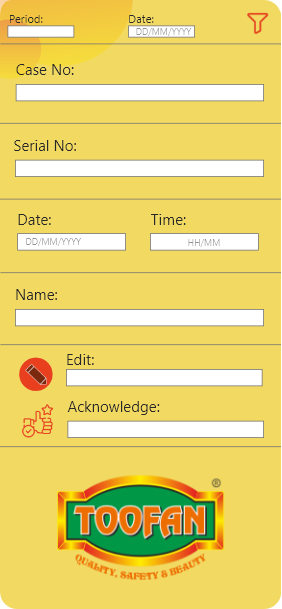 Period: Date:
DD/MM/YYYY
Case No:
Serial No:
Date: Time:
DD/MM/YYYY HH/MM
Name:
Edit:
Acknowledge:
®
TOOFAN
QUALITY, SAFETY & BEAUTY